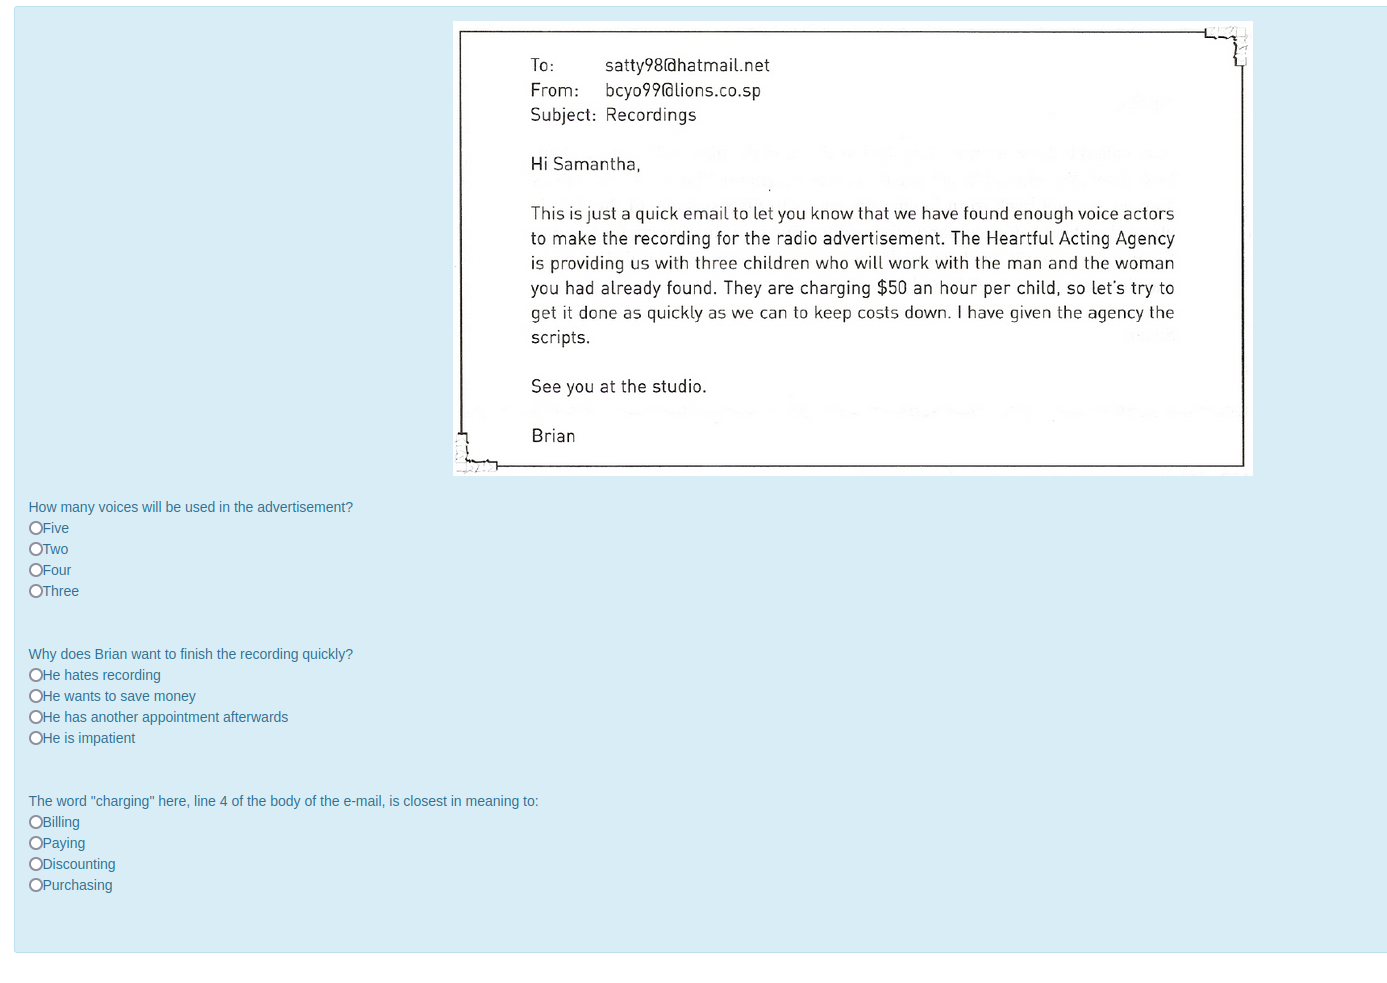 To: satty98@hatmail.net
From: bcyo99@lions.co.sp
Subject: Recordings
Hi Samantha,
This is just a quick email to let you know that we have found enough voice actors
to make the recording for the radio advertisement. The Heartful Acting Agency
is providing us with three children who will work with the man and the woman
you had already found. They are charging $50 an hour per child, so let's try to
get it done as quickly as we can to keep costs down. I have given the agency the
scripts.
See you at the studio.
Brian
How many voices will be used in the advertisement?
Five
Two
Four
Three
Why does Brian want to finish the recording quickly?
He hates recording
He wants to save money
He has another appointment afterwards
He is impatient
The word "charging" here, line 4 of the body of the e-mail, is closest in meaning to:
Billing
Paying
Discounting
Purchasing